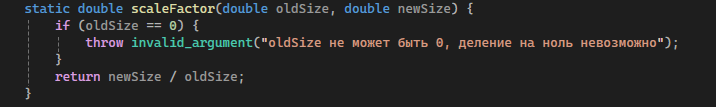 static double scaleFactor(double oldSize, double newSize) {
if (oldSize == 0) {
throw invalid_argument("oldSize не может быть 0, деление на ноль невозможно");
}
return newSize / oldSize;
}